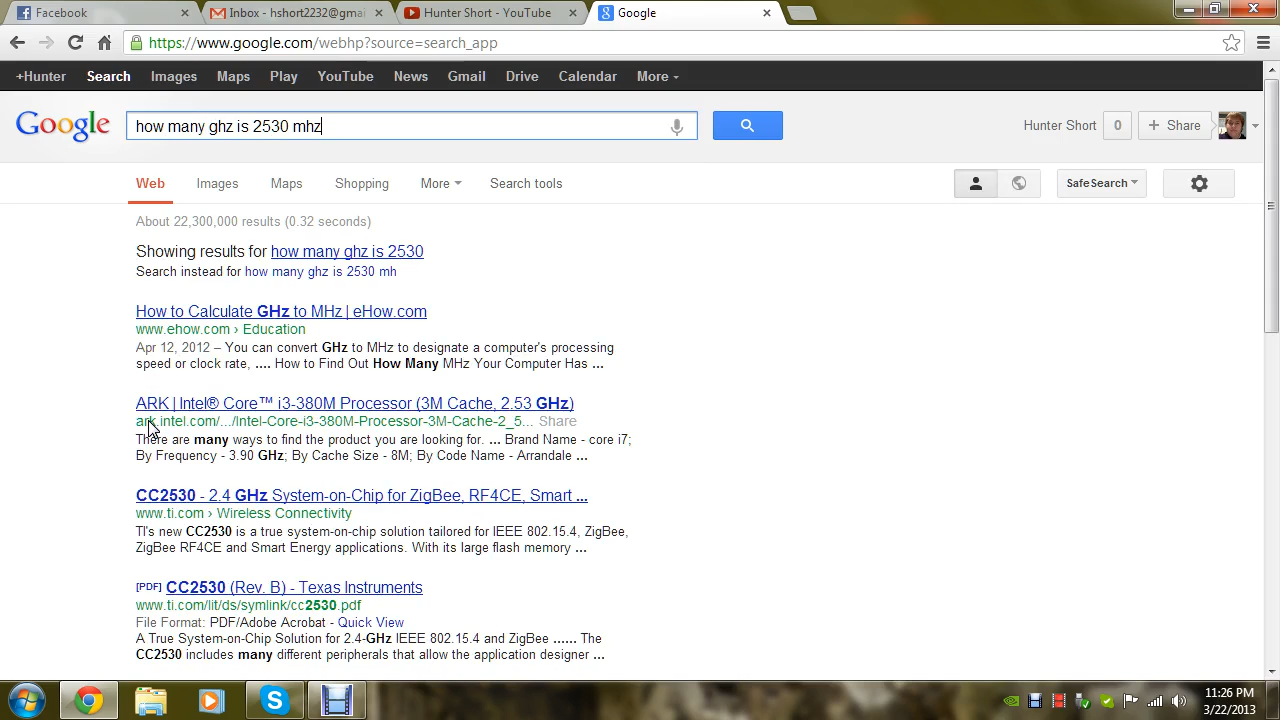 Facebook
Inbox - hshort2232@gmai
Hunter Short - YouTube
Google
https://www.google.com/webhp?source=search_app
+Hunter Search Images Maps Play YouTube News Gmail Drive Calendar More
Google
how many ghz is 2530 mhz
Hunter Short 0 + Share
Web Images Maps Shopping More Search tools SafeSearch
About 22,300,000 results (0.32 seconds)
Showing results for how many ghz is 2530
Search instead for how many ghz is 2530 mh
How to Calculate GHz to MHz | eHow.com
www.ehow.com › Education
Apr 12, 2012 – You can convert GHz to MHz to designate a computer's processing
speed or clock rate, .... How to Find Out How Many MHz Your Computer Has ...
ARK | Intel® Core™ i3-380M Processor (3M Cache, 2.53 GHz)
ark.intel.com/.../Intel-Core-i3-380M-Processor-3M-Cache-2_5... Share
There are many ways to find the product you are looking for. ... Brand Name - core i7;
By Frequency - 3.90 GHz; By Cache Size - 8M; By Code Name - Arrandale ...
CC2530 - 2.4 GHz System-on-Chip for ZigBee, RF4CE, Smart ...
www.ti.com › Wireless Connectivity
TI's new CC2530 is a true system-on-chip solution tailored for IEEE 802.15.4, ZigBee,
ZigBee RF4CE and Smart Energy applications. With its large flash memory ...
[PDF] CC2530 (Rev. B) - Texas Instruments
www.ti.com/lit/ds/symlink/cc2530.pdf
File Format: PDF/Adobe Acrobat - Quick View
A True System-on-Chip Solution for 2.4-GHz IEEE 802.15.4 and ZigBee ...... The
CC2530 includes many different peripherals that allow the application designer ...
11:26 PM
3/22/2013